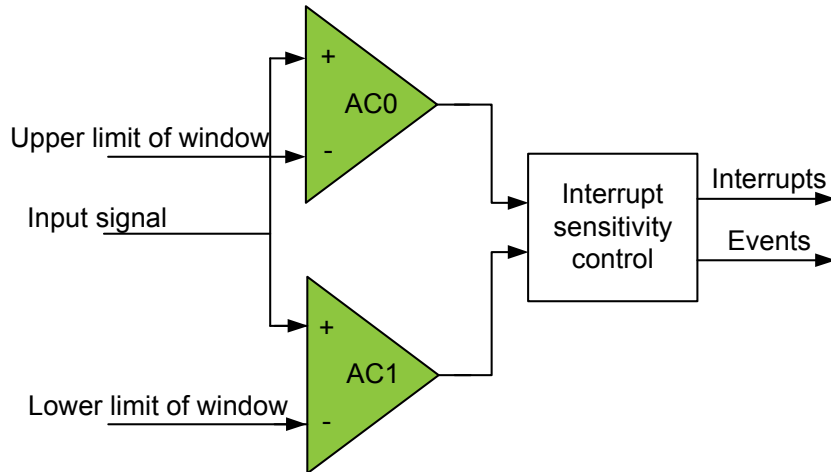 +
AC0
Upper limit of window
-
Input signal
Interrupt
sensitivity
control
Interrupts
Events
+
AC1
Lower limit of window
-